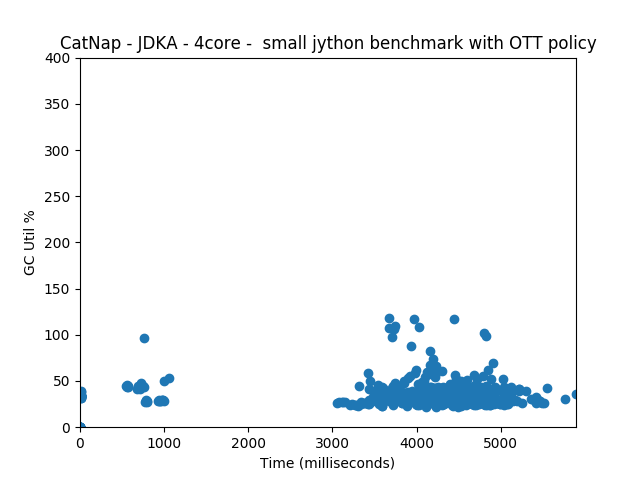 CatNap - JDKA - 4core -  small jython benchmark with OTT policy
400
350
300
250
200
150
100
50
0
GC Util %
0 1000 2000 3000 4000 5000
Time (milliseconds)